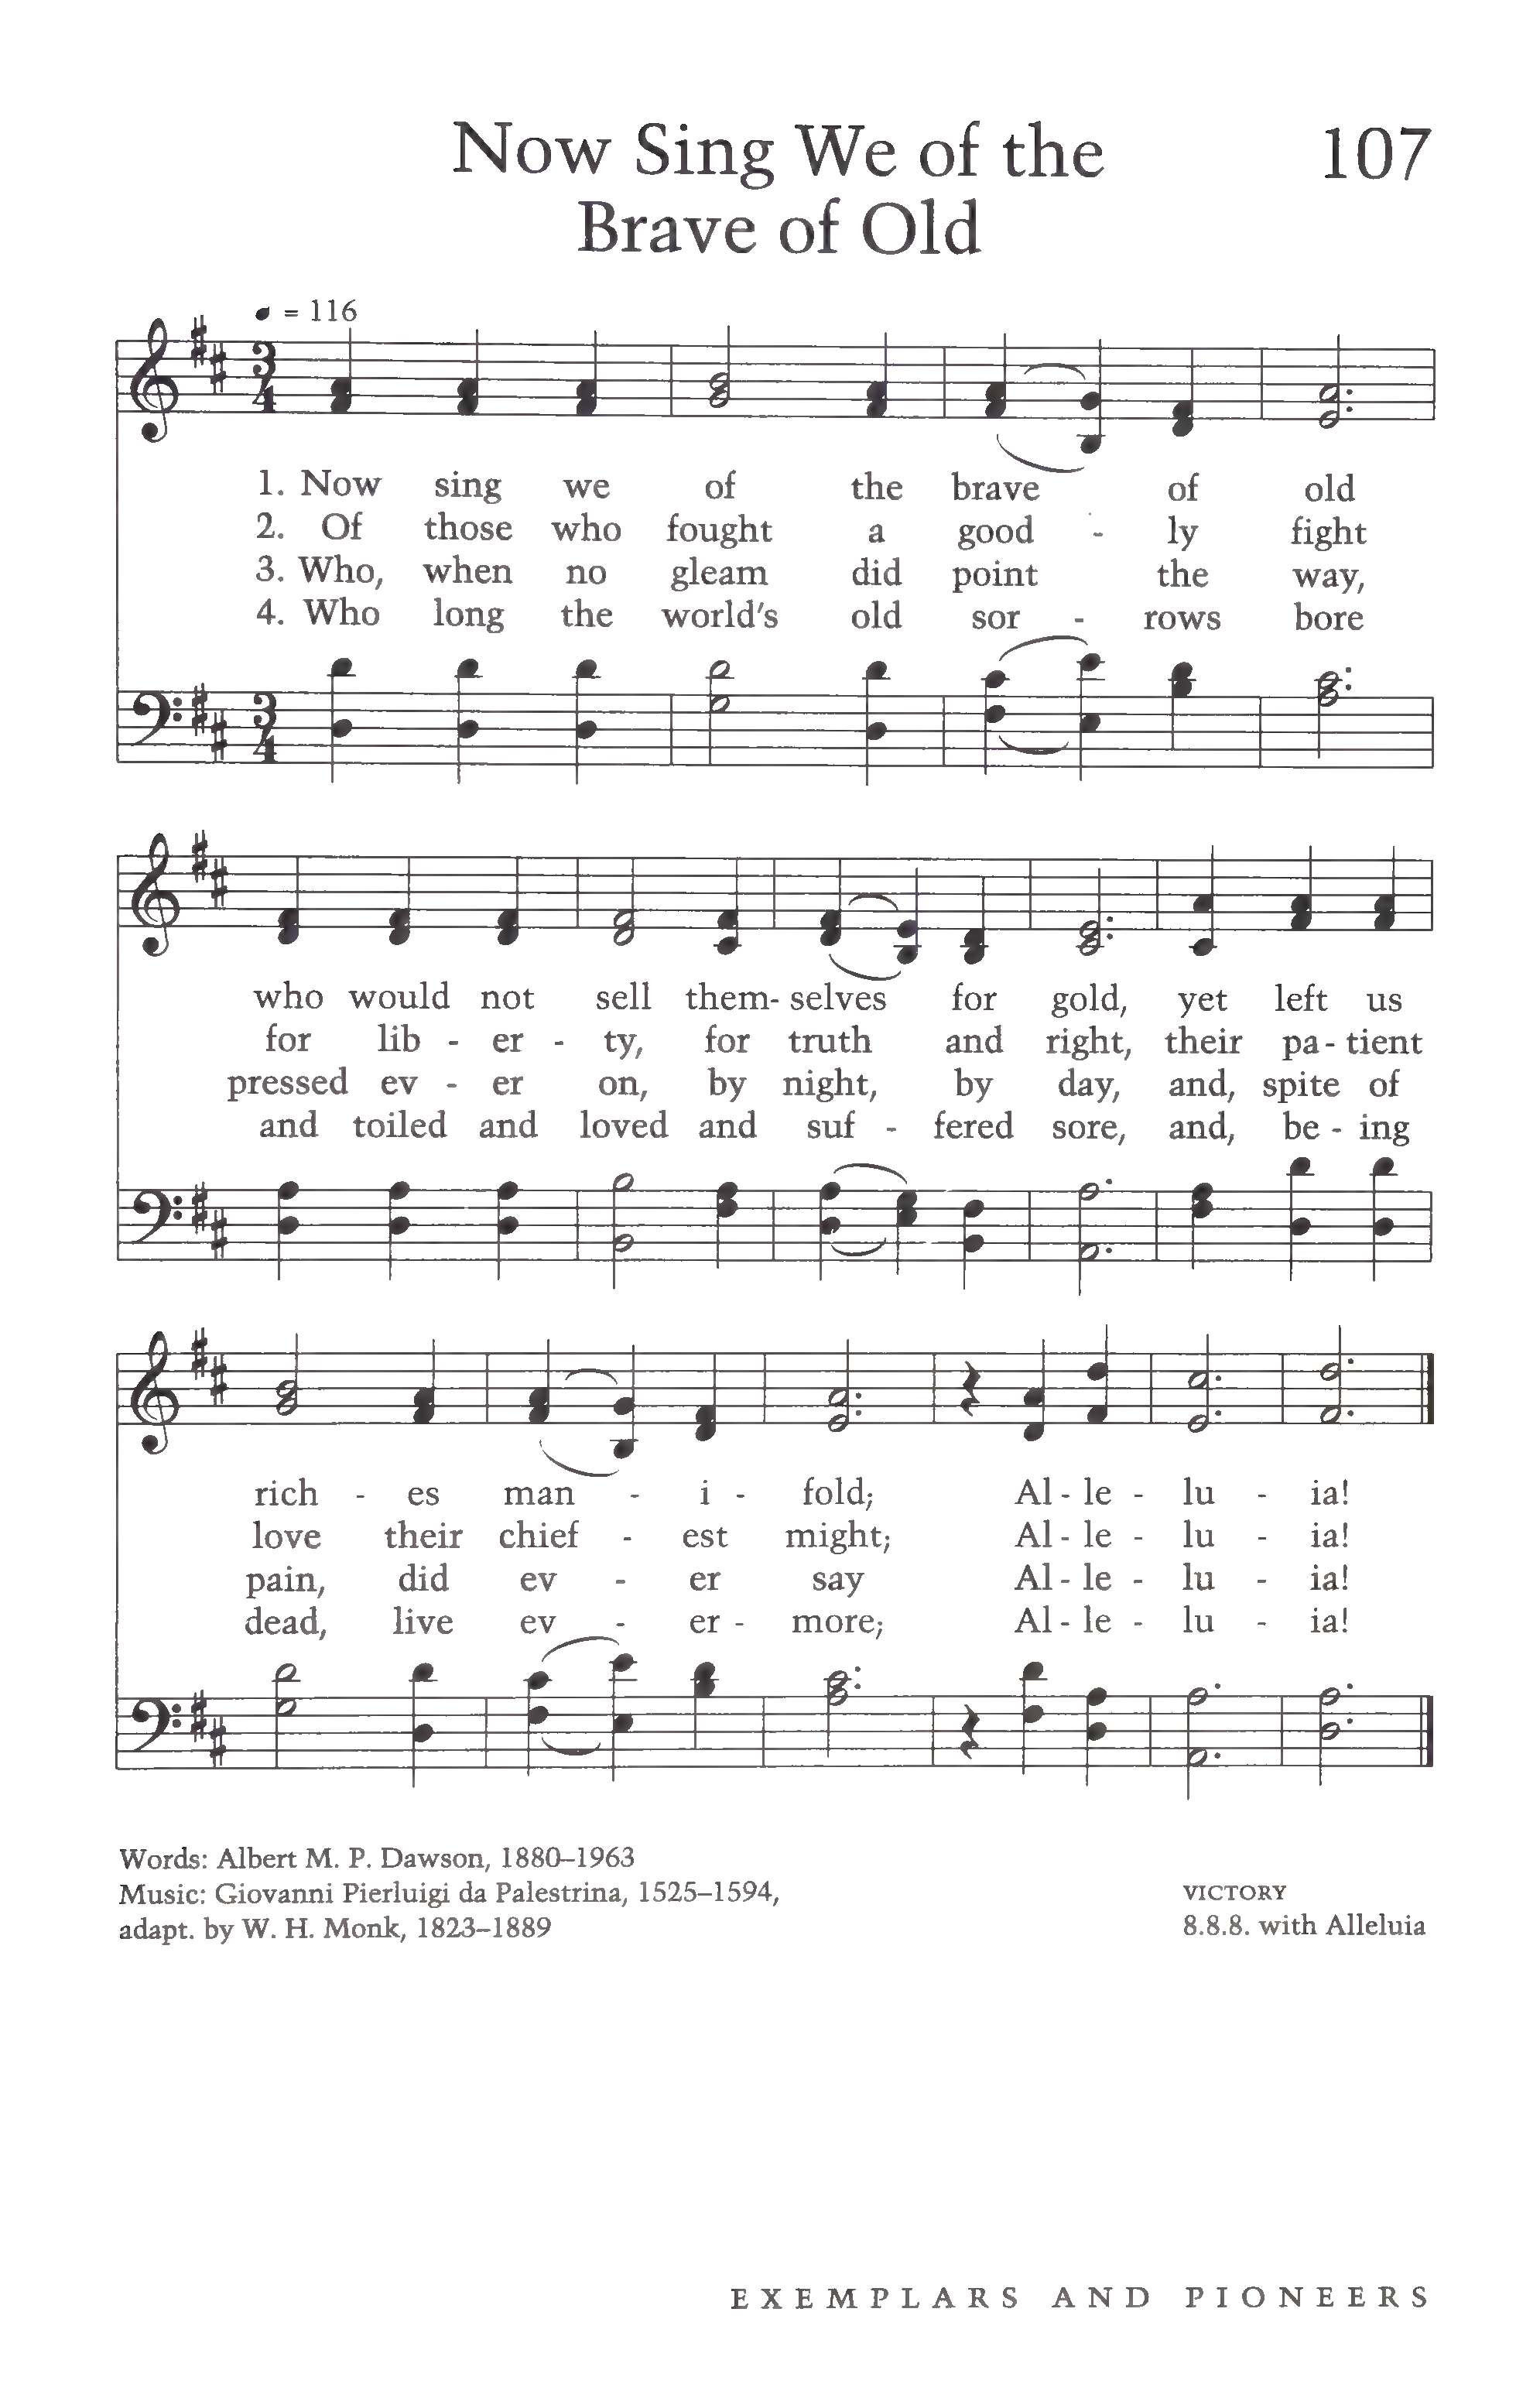 Now Sing We of the
Brave of Old
107
= 116
1. Now sing we of the brave of old
2. Of those who fought a good - ly fight
3. Who, when no gleam did point the way,
4. Who long the world's old sor - rows bore
who would not sell them- selves for gold, yet left us
for lib - er - ty, for truth and right, their pa - tient
pressed ev - er on, by night, by day, and, spite of
and toiled and loved and suf - fered sore, and, be - ing
rich - es man - i - fold; Al - le - lu - ia!
love their chief - est might; Al - le - lu - ia!
pain, did ev - er say Al - le - lu - ia!
dead, live ev - er - more; Al - le - lu - ia!
Words: Albert M. P. Dawson, 1880–1963
Music: Giovanni Pierluigi da Palestrina, 1525–1594,
adapt. by W. H. Monk, 1823–1889
VICTORY
8.8.8. with Alleluia
EXEMPLARS AND PIONEERS